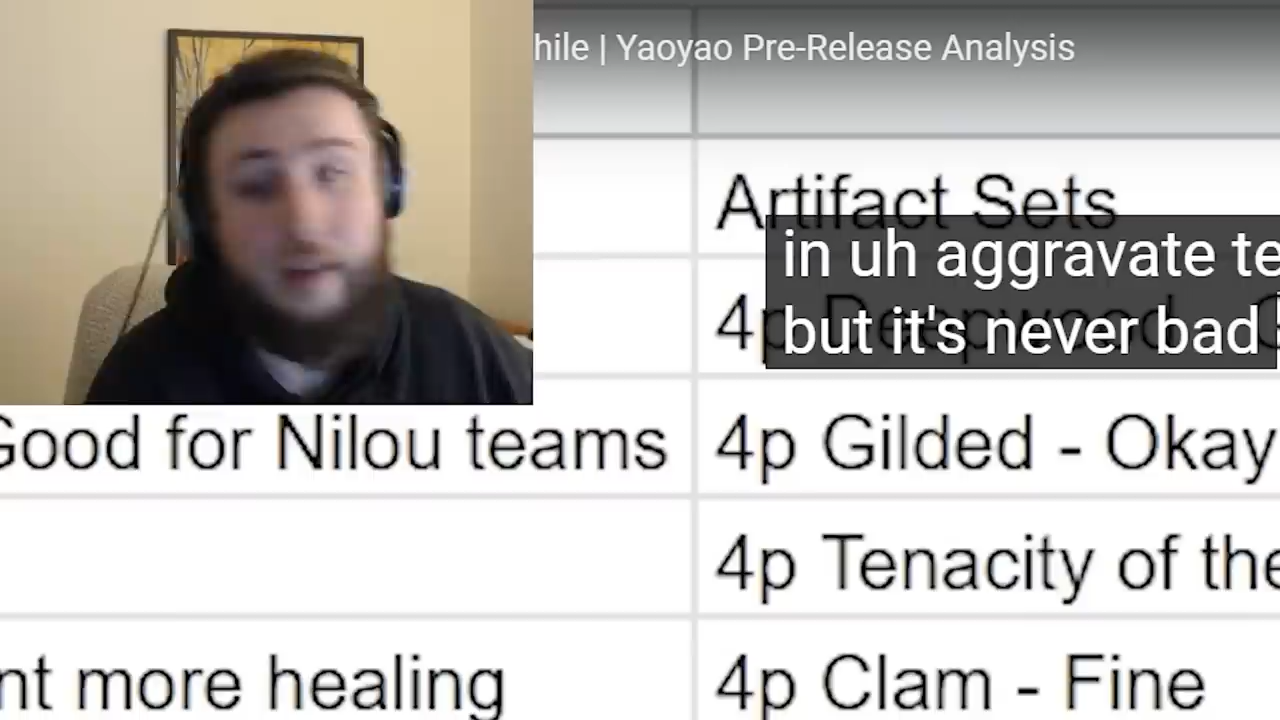 hile | Yaoyao Pre-Release Analysis
Artifact Sets
in uh aggravate te
but it's never bad
4p Deepwood
Good for Nilou teams
4p Gilded - Okay
4p Tenacity of the
nt more healing
4p Clam - Fine